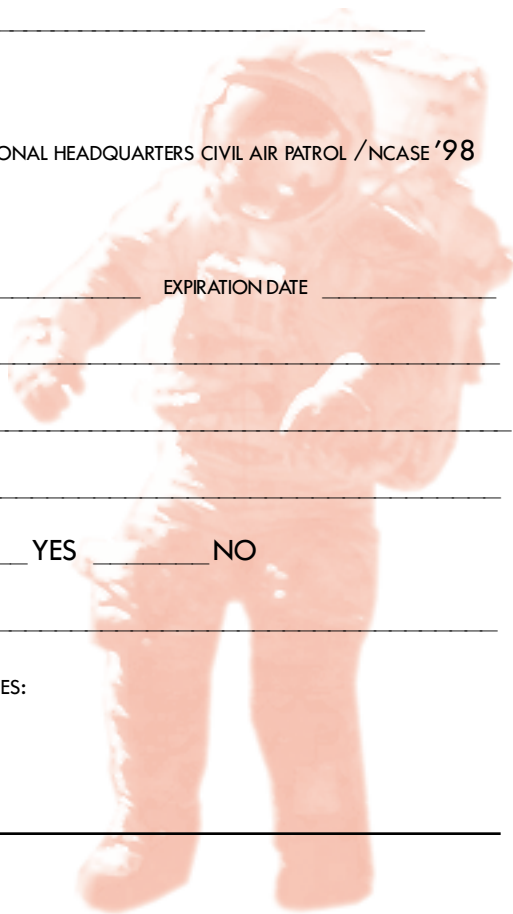 ONAL HEADQUARTERS CIVIL AIR PATROL /NCASE '98
EXPIRATION DATE
YES NO
ES: